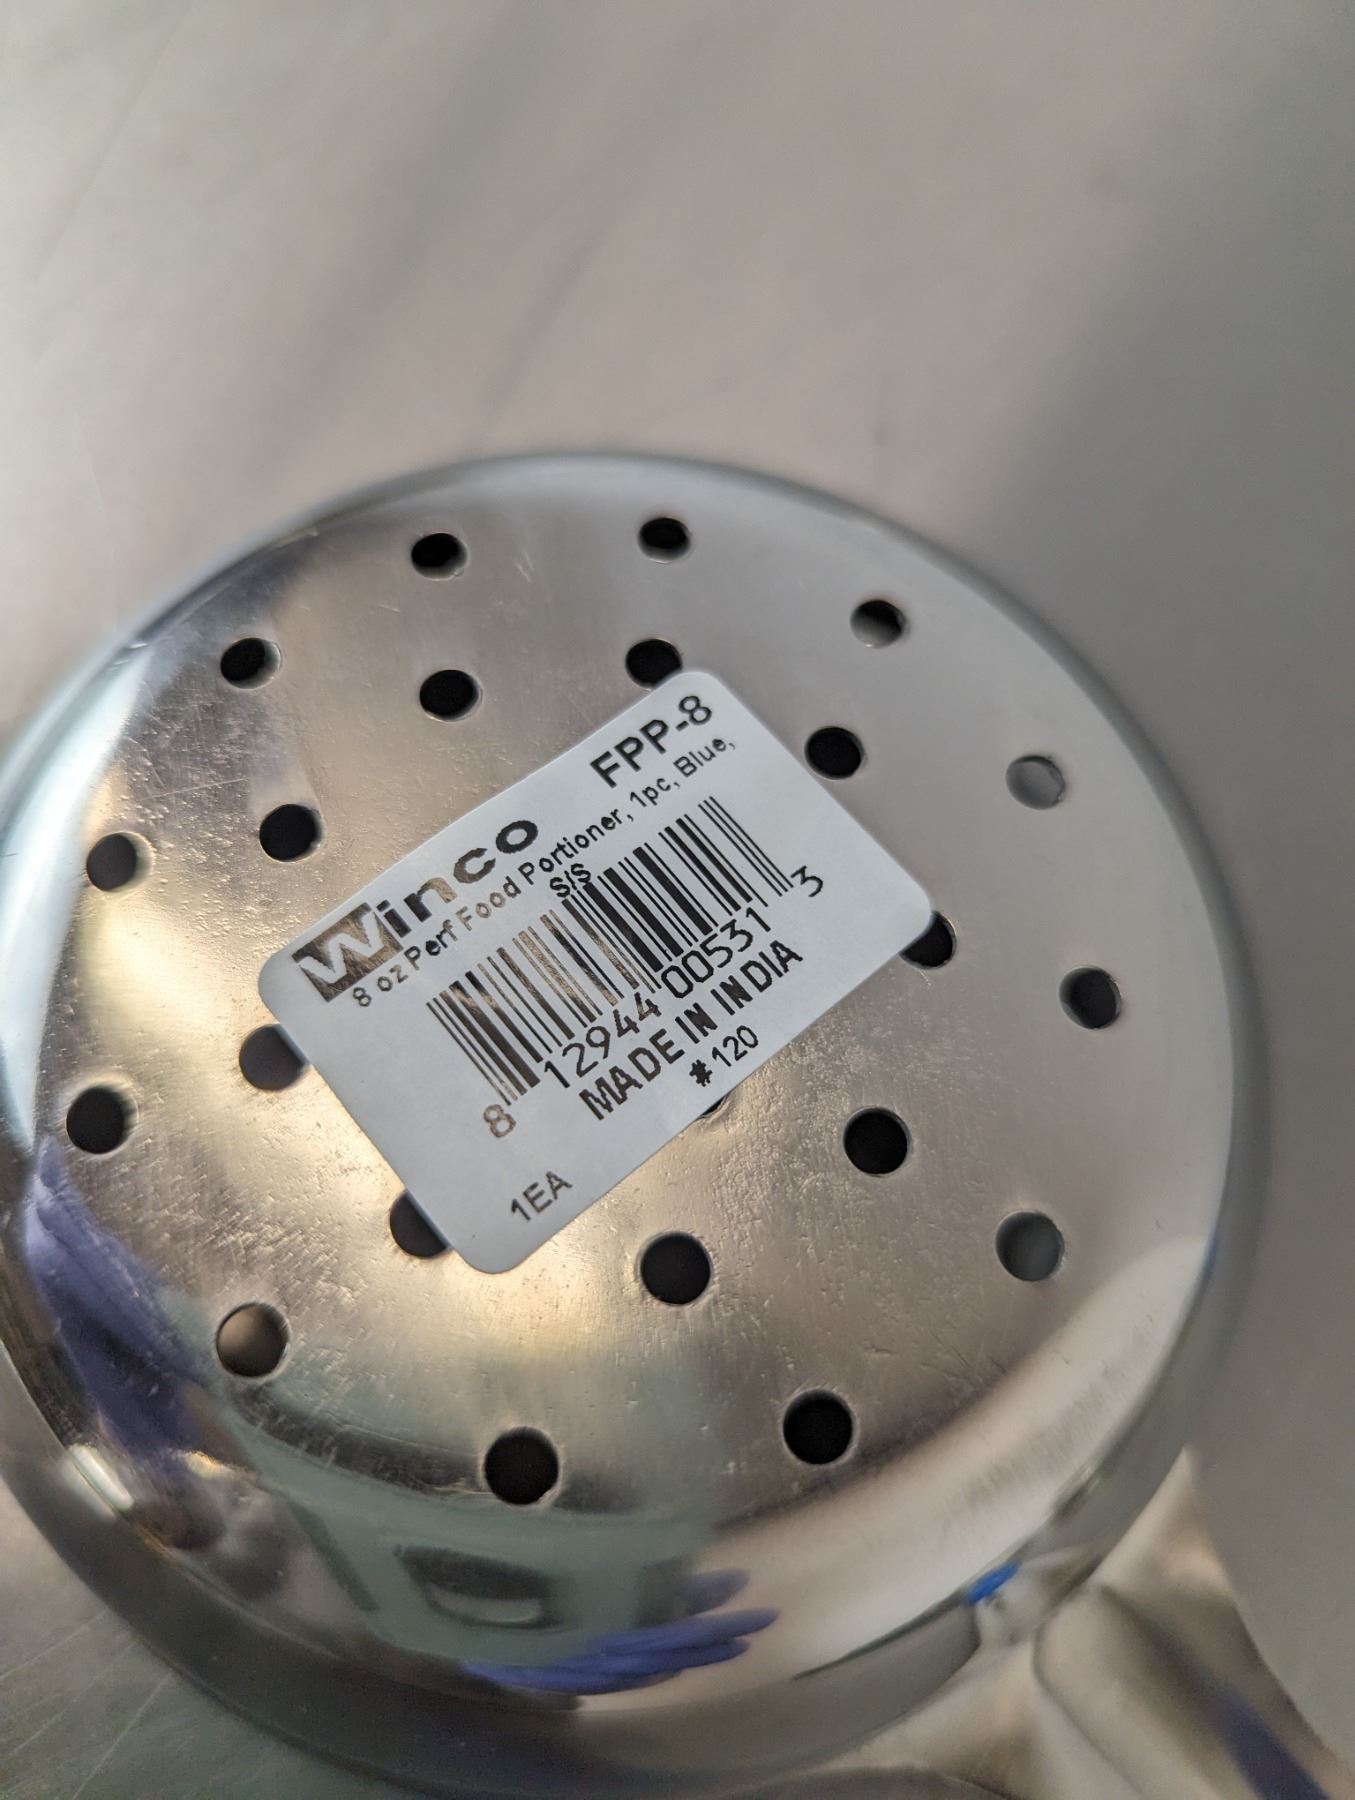 Winco FPP-8
8 oz Perf Food Portioner, 1pc, Blue,
S/S
8 12944 00531 3
MADE IN INDIA
#120
1EA